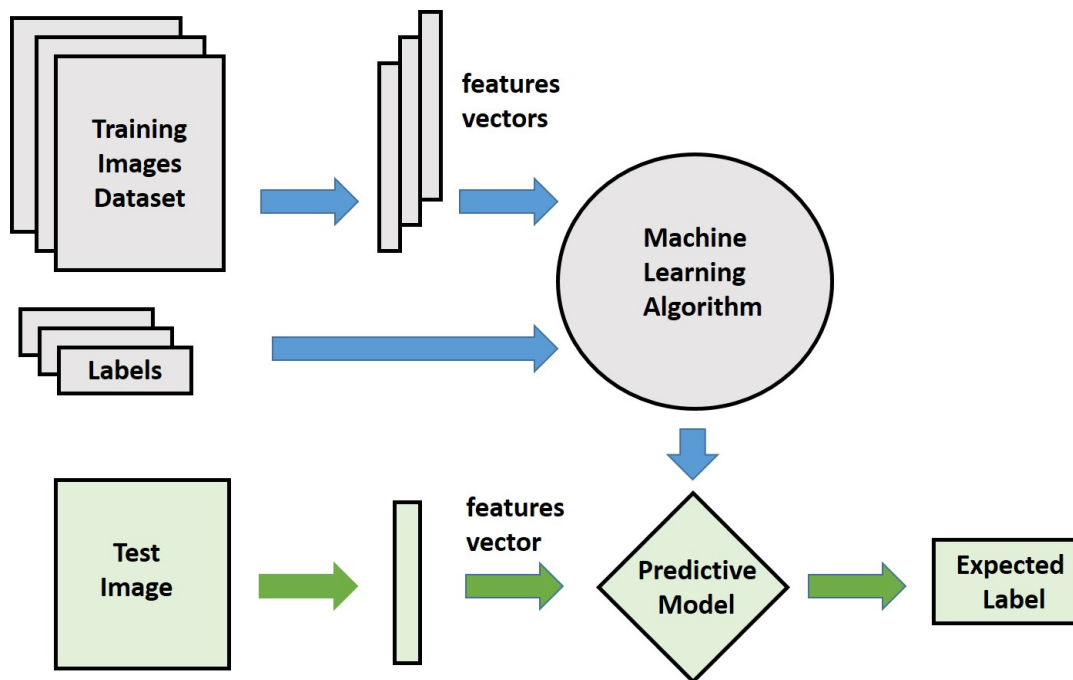 Training
Images
Dataset
features
vectors
Machine
Learning
Algorithm
Labels
Test
Image
features
vector
Predictive
Model
Expected
Label